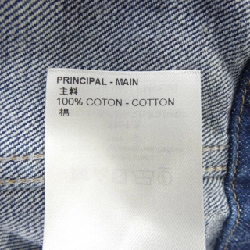 PRINCIPAL - MAIN
主料
100% COTON - COTTON
棉